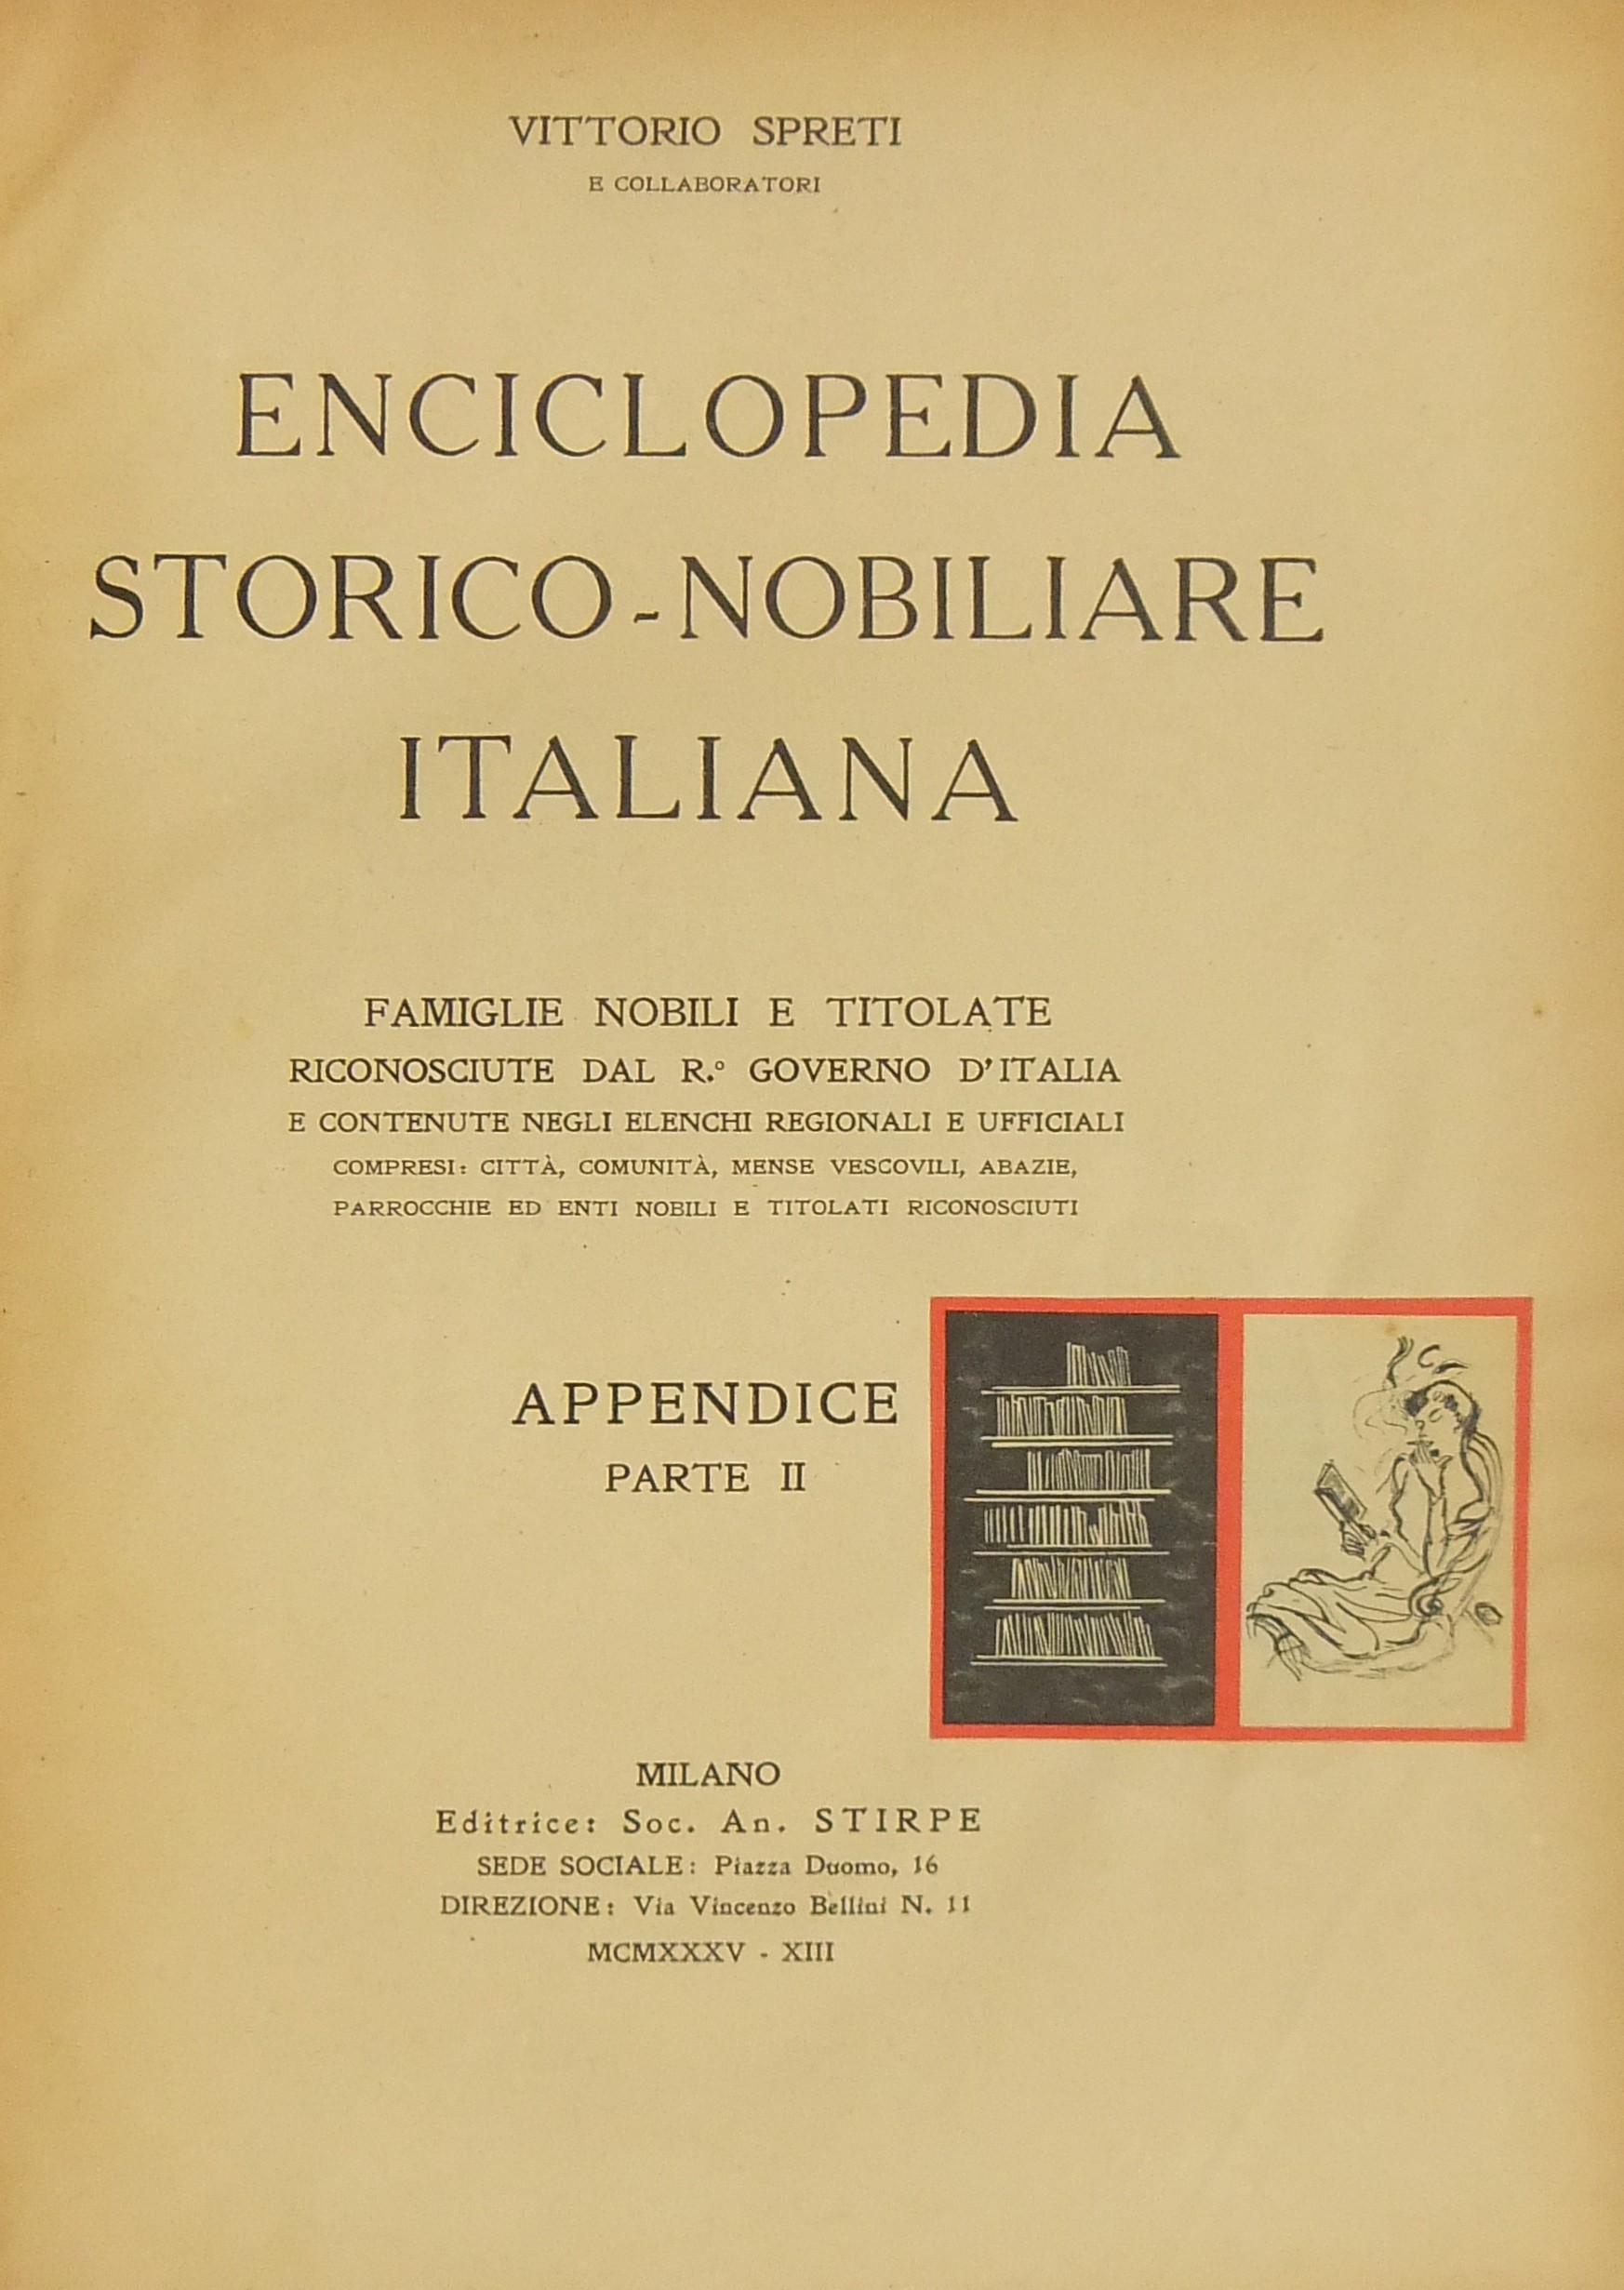 VITTORIO SPRETI
E COLLABORATORI
ENCICLOPEDIA
STORICO-NOBILIARE
ITALIANA
FAMIGLIE NOBILI E TITOLATE
RICONOSCIUTE DAL R.° GOVERNO D'ITALIA
E CONTENUTE NEGLI ELENCHI REGIONALI E UFFICIALI
COMPRESI: CITTÀ, COMUNITÀ, MENSE VESCOVILI, ABAZIE,
PARROCCHIE ED ENTI NOBILI E TITOLATI RICONOSCIUTI
APPENDICE
PARTE II
MILANO
Editrice: Soc. An. STIRPE
SEDE SOCIALE: Piazza Duomo, 16
DIREZIONE: Via Vincenzo Bellini N. 11
MCMXXXV - XIII